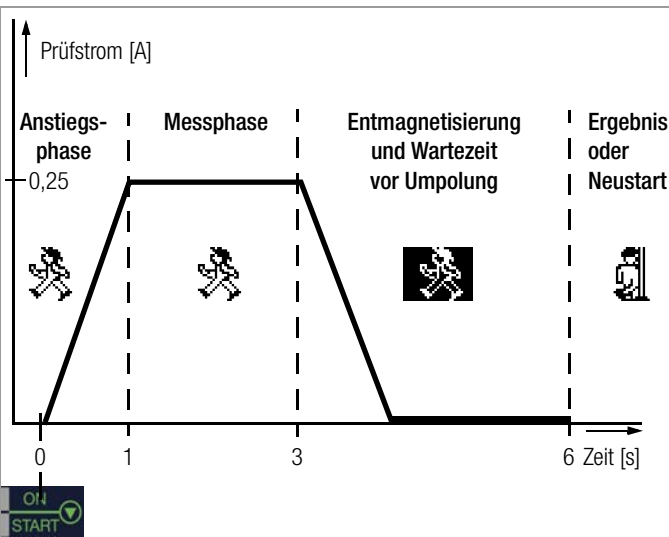 Prüfstrom [A]
Anstiegs-
phase
Messphase
Entmagnetisierung
und Wartezeit
vor Umpolung
Ergebnis
oder
Neustart
0,25
0
1
3
6
Zeit [s]
ON
START